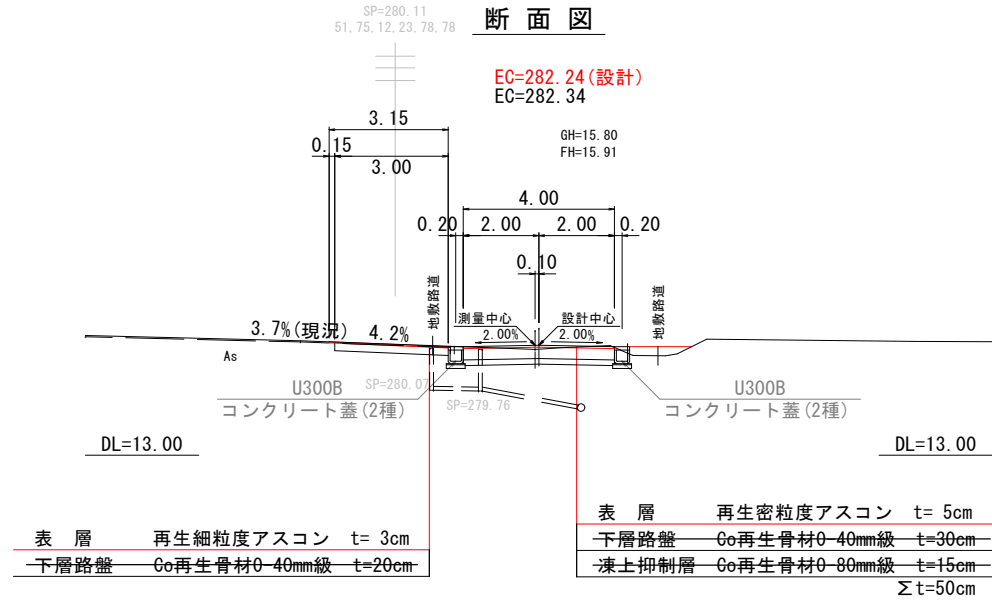 SP=280.11
51,75,12,23,78,78
断面図
EC=282.24(設計)
EC=282.34
GH=15.80
FH=15.91
3.15
0.15
3.00
4.00
0.20 2.00 2.00 0.20
0.10
道路敷地
測量中心
設計中心
道路敷地
2.00%
2.00%
3.7%(現況) 4.2%
As
U300B
コンクリート蓋(2種)
SP=280.07
SP=279.76
U300B
コンクリート蓋(2種)
DL=13.00
DL=13.00
表層 再生細粒度アスコン t= 3cm
下層路盤 Co再生骨材0-40mm級 t=20cm
表層 再生密粒度アスコン t= 5cm
下層路盤 Co再生骨材0-40mm級 t=30cm
凍上抑制層 Co再生骨材0-80mm級 t=15cm
Σt=50cm